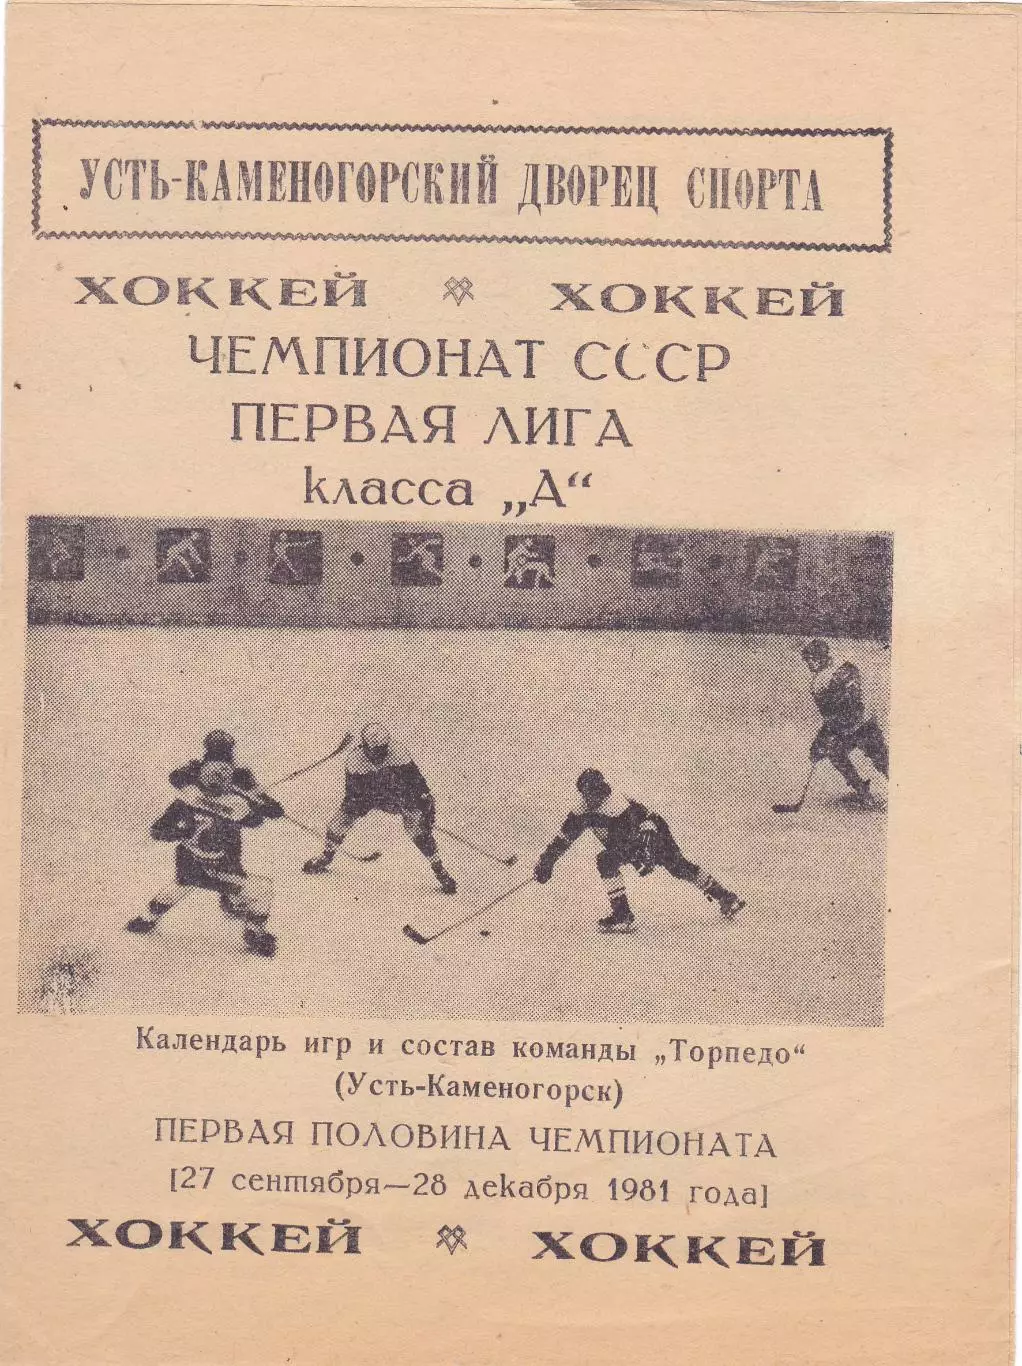 УСТЬ-КАМЕНОГОРСКИЙ ДВОРЕЦ СПОРТА
ХОККЕЙ ХОККЕЙ
ЧЕМПИОНАТ СССР
ПЕРВАЯ ЛИГА
класса „А“
Календарь игр и состав команды „Торпедо“
(Усть-Каменогорск)
ПЕРВАЯ ПОЛОВИНА ЧЕМПИОНАТА
[27 сентября—28 декабря 1981 года]
ХОККЕЙ ХОККЕЙ